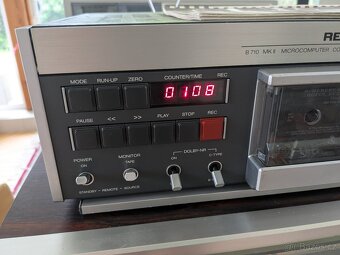 RE
B 710 MK II · MICROCOMPUTER
MODE RUN-UP ZERO COUNTER/TIME REC
0108
PAUSE << >> PLAY STOP REC
POWER MONITOR DOLBY-NR
ON TAPE ON C-TYPE
STANDBY - REMOTE - SOURCE